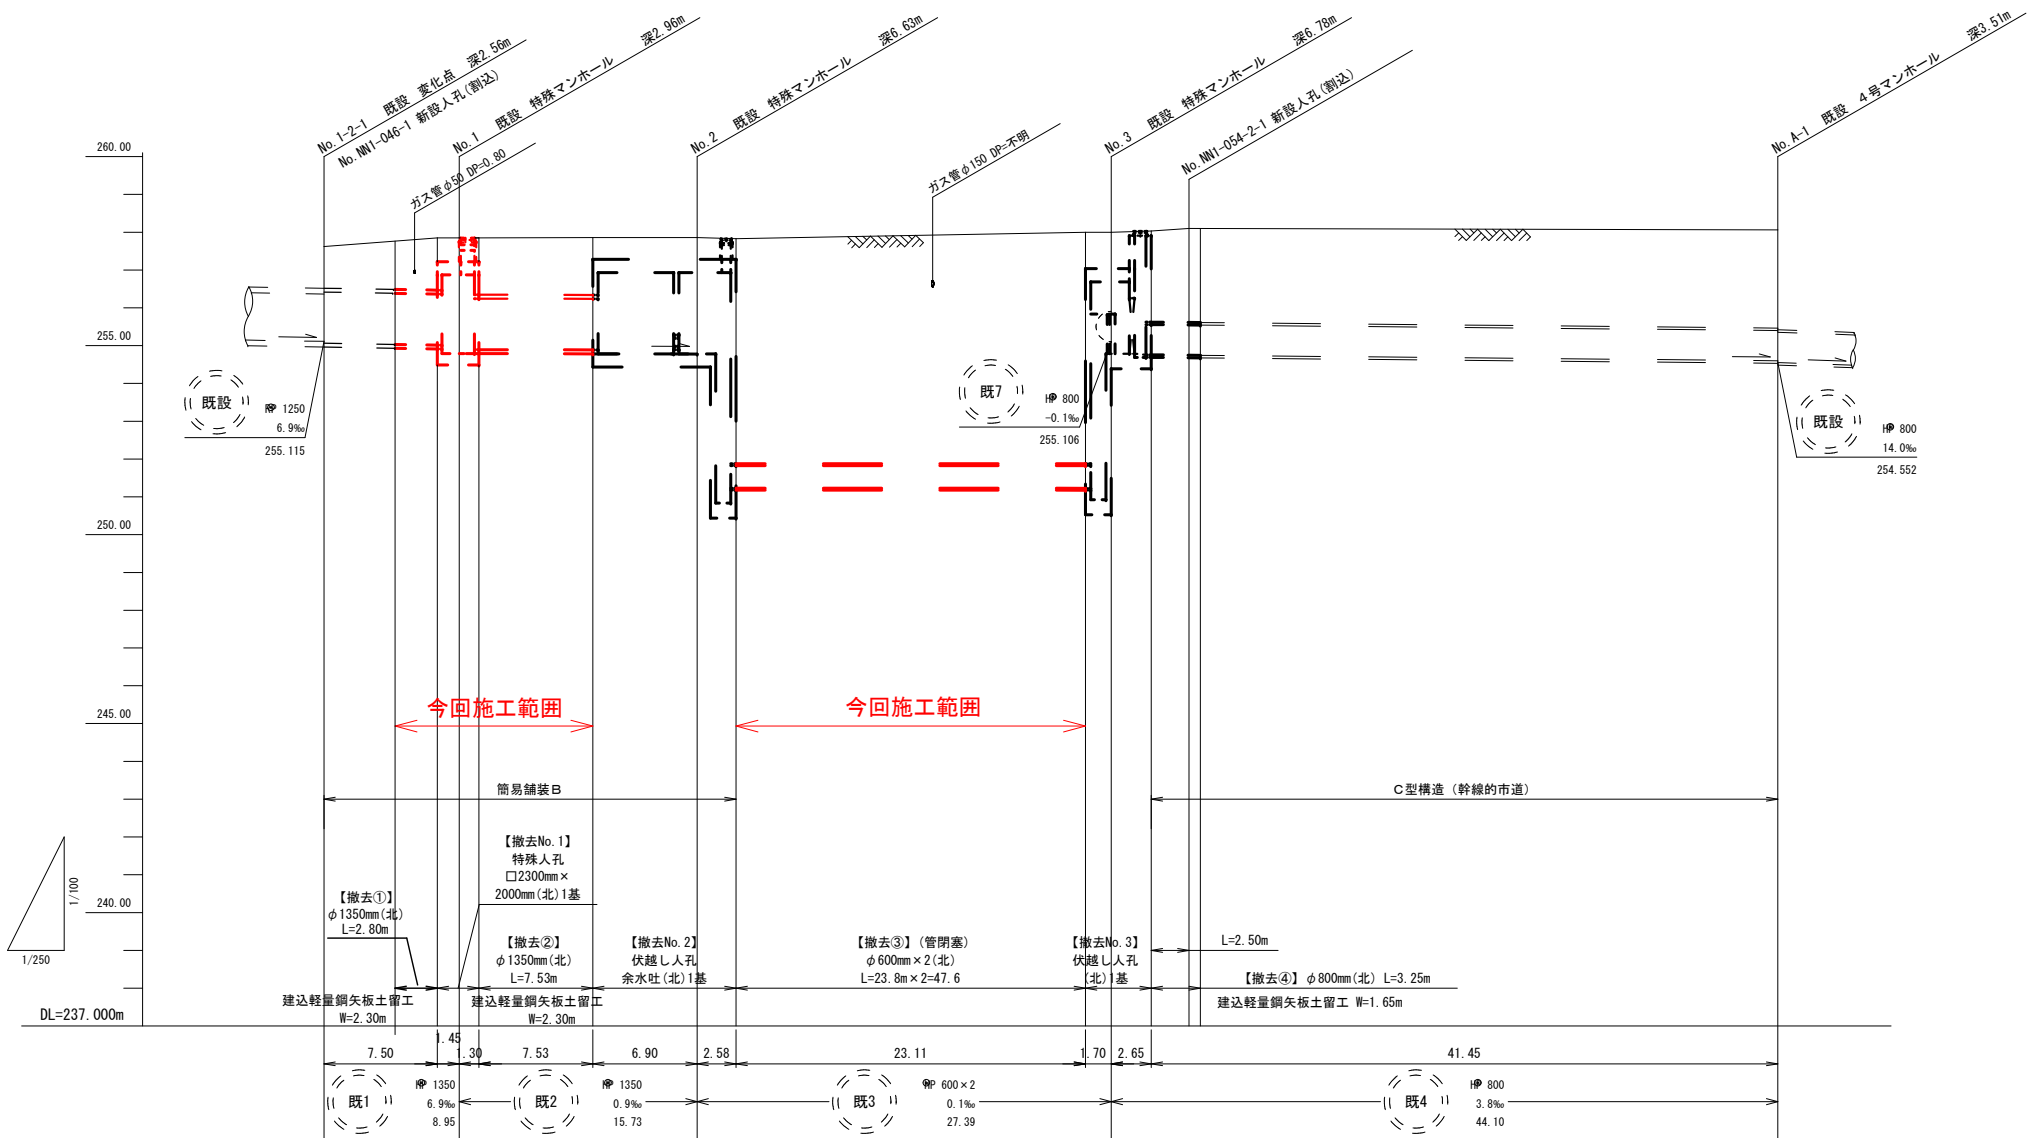 No.1-2-1 既設 変化点 深2.56m
No.NN1-046-1 新設人孔(割込)
No.1 既設 特殊マンホール 深2.96m
No.2 既設 特殊マンホール 深6.63m
No.3 既設 特殊マンホール 深6.78m
No.NN1-054-2-1 新設人孔(割込)
No.A-1 既設 4号マンホール 深3.51m
ガス管φ50 DP=0.80
ガス管φ150 DP=不明
260.00
255.00
250.00
245.00
240.00
DL=237.000m
1/100
1/250
既設
1250
6.9‰
255.115
既7
HP 800
-0.1‰
255.106
既設
HP 800
14.0‰
254.552
今回施工範囲
今回施工範囲
簡易舗装B
C型構造(幹線的市道)
【撤去No.1】
特殊人孔
□2300mm×
2000mm(北)1基
【撤去①】
φ1350mm(北)
L=2.80m
【撤去②】
φ1350mm(北)
L=7.53m
【撤去No.2】
伏越し人孔
余水吐(北)1基
【撤去③】(管閉塞)
φ600mm×2(北)
L=23.8m×2=47.6
【撤去No.3】
伏越し人孔
(北)1基
L=2.50m
【撤去④】φ800mm(北) L=3.25m
建込軽量鋼矢板土留工
W=2.30m
建込軽量鋼矢板土留工
W=2.30m
建込軽量鋼矢板土留工 W=1.65m
7.50
1.45
1.30
7.53
6.90
2.58
23.11
1.70
2.65
41.45
既1
HP 1350
6.9‰
8.95
既2
HP 1350
0.9‰
15.73
既3
HP 600×2
0.1‰
27.39
既4
HP 800
3.8‰
44.10